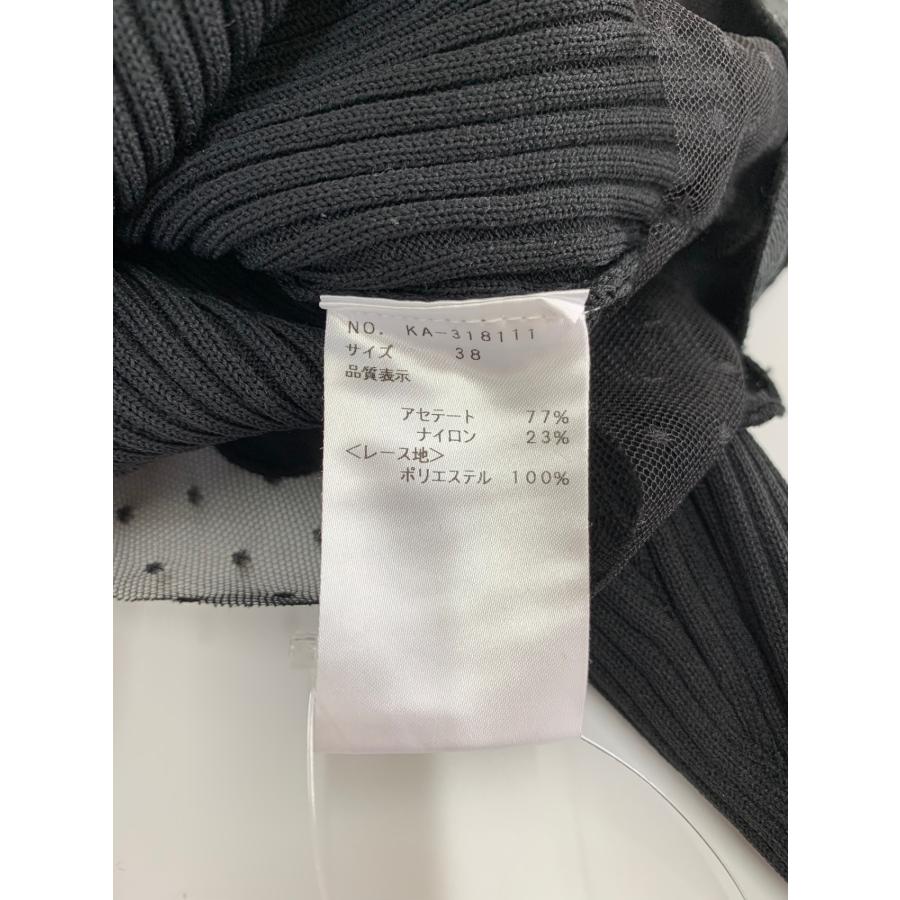 NO. KA-318111
サイズ 38
品質表示
アセテート 77%
ナイロン 23%
<レース地>
ポリエステル 100%